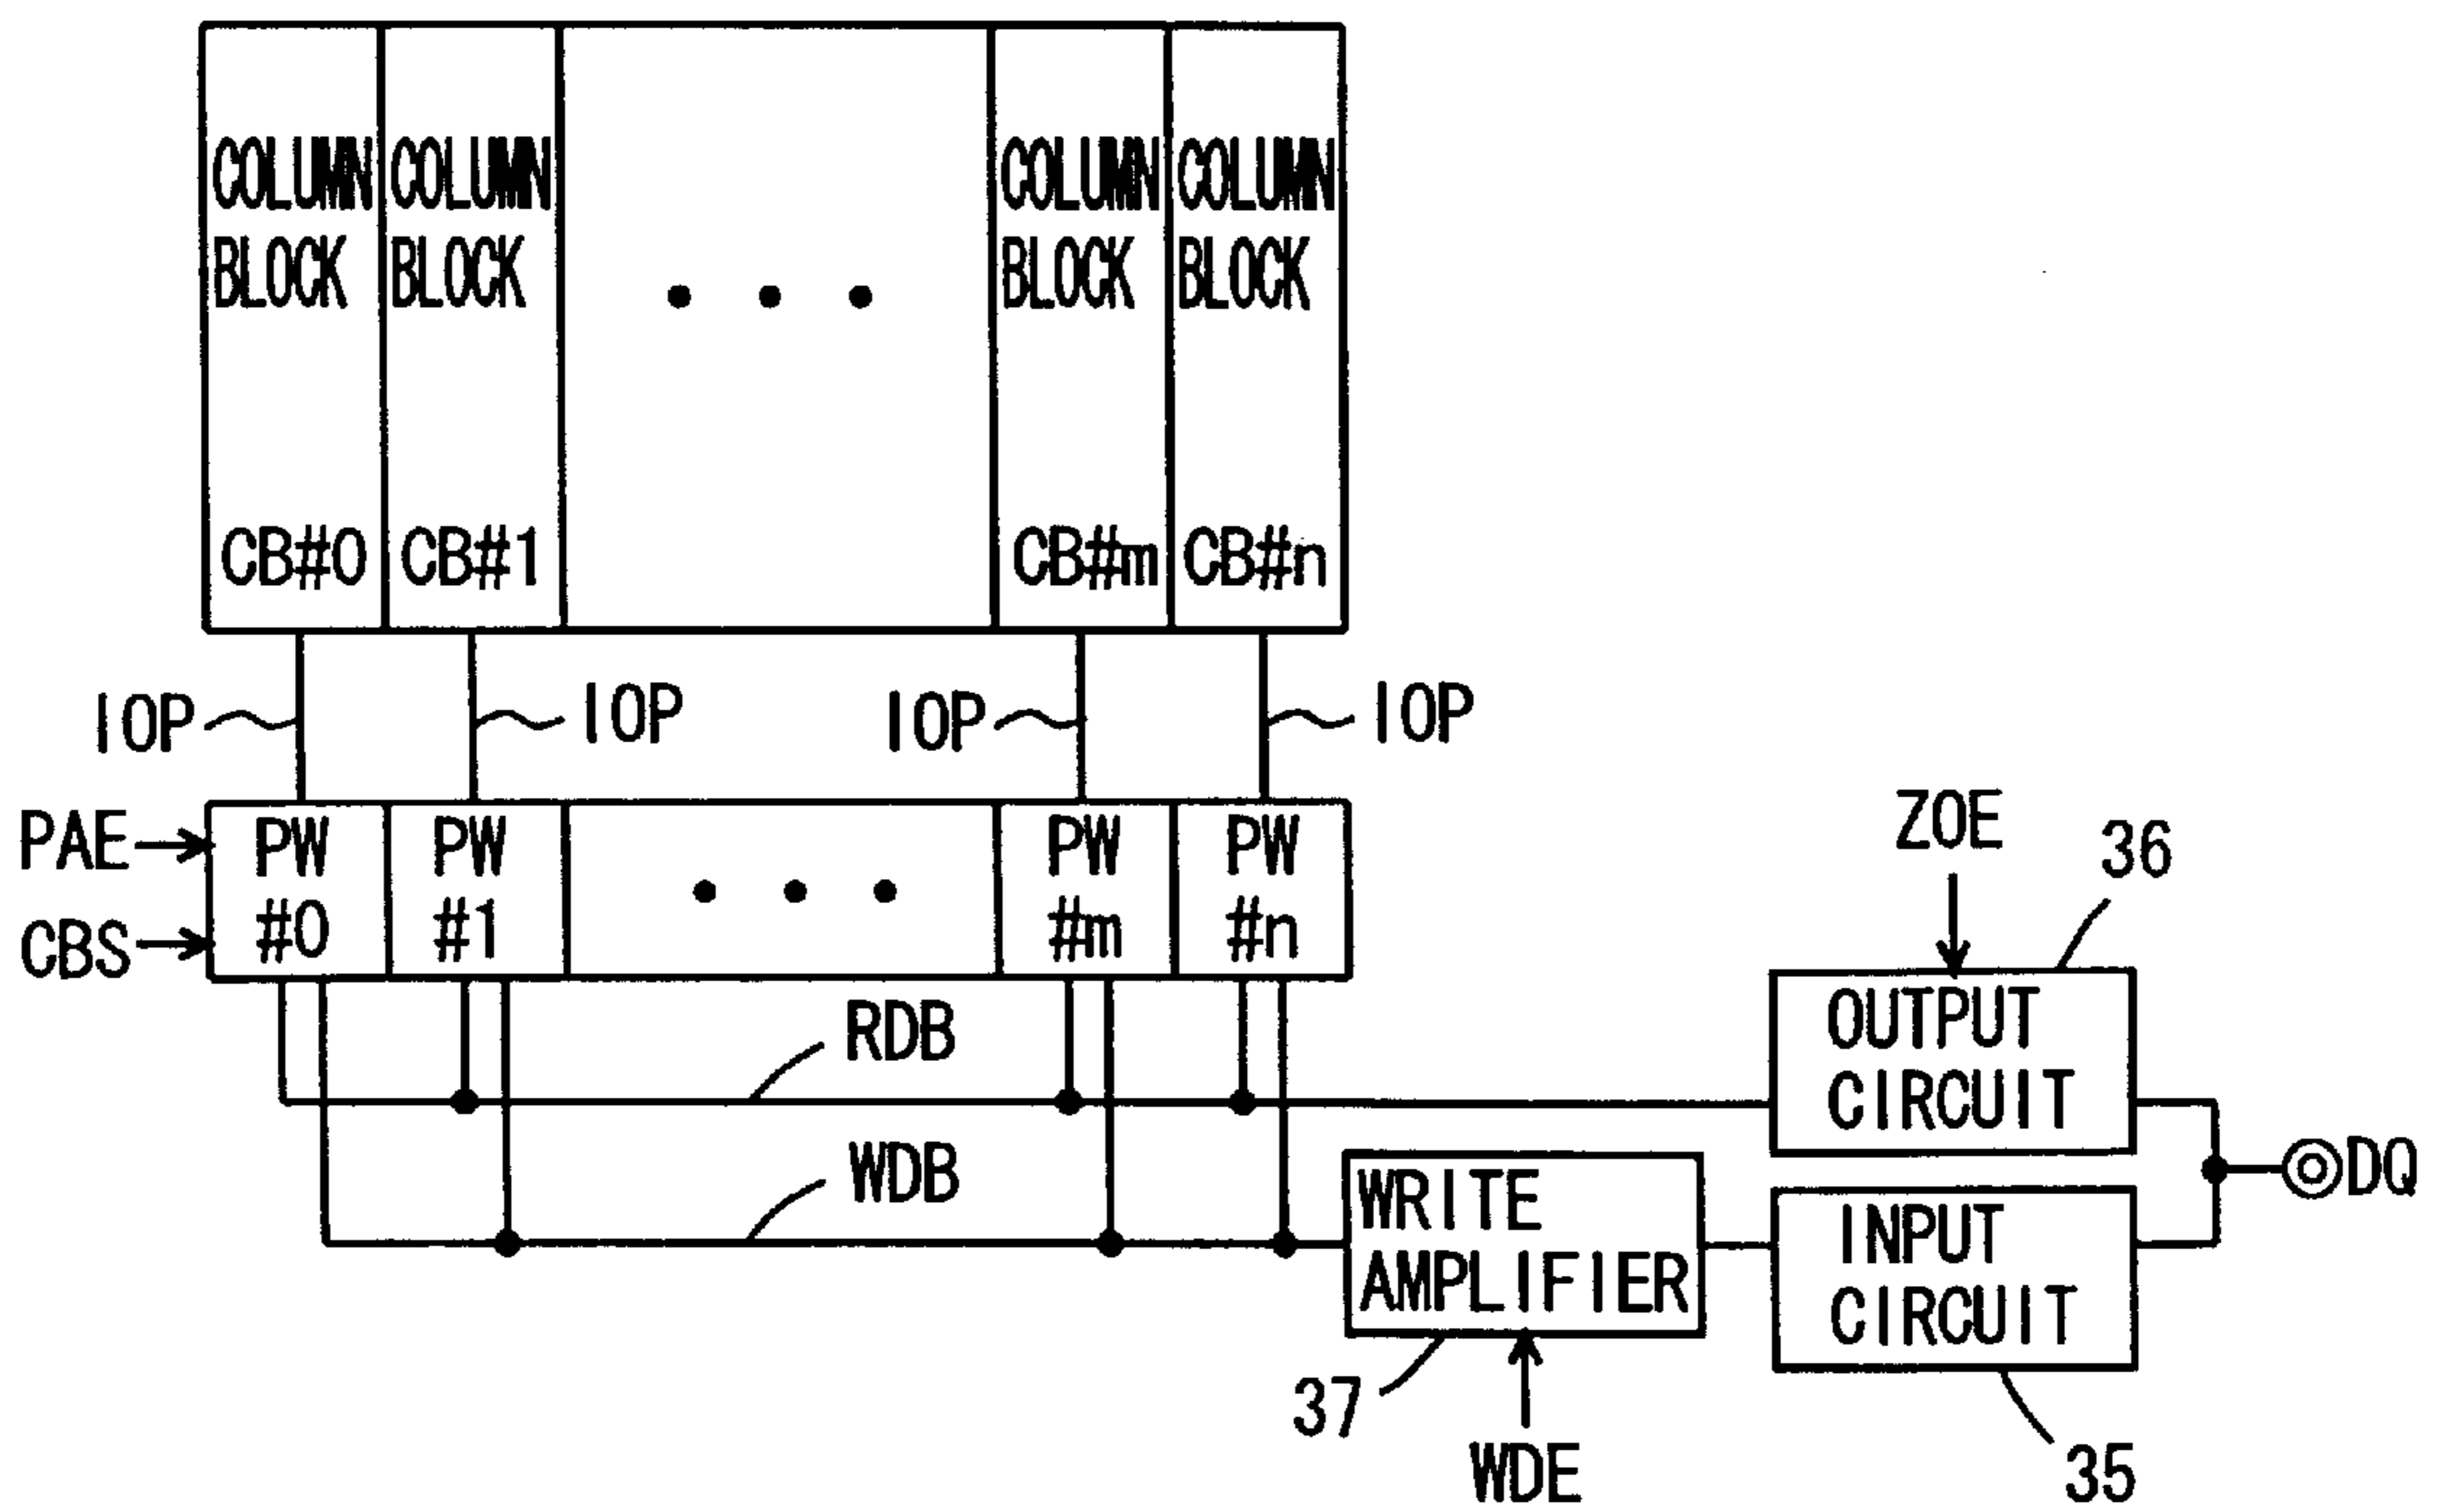 COLUMN BLOCK
COLUMN BLOCK
COLUMN BLOCK
COLUMN BLOCK
CB#0
CB#1
CB#m
CB#n
IOP
IOP
IOP
IOP
PAE
CBS
PW #0
PW #1
PW #m
PW #n
RDB
WDB
ZOE
36
OUTPUT
CIRCUIT
DQ
WRITE
AMPLIFIER
37
WDE
INPUT
CIRCUIT
35